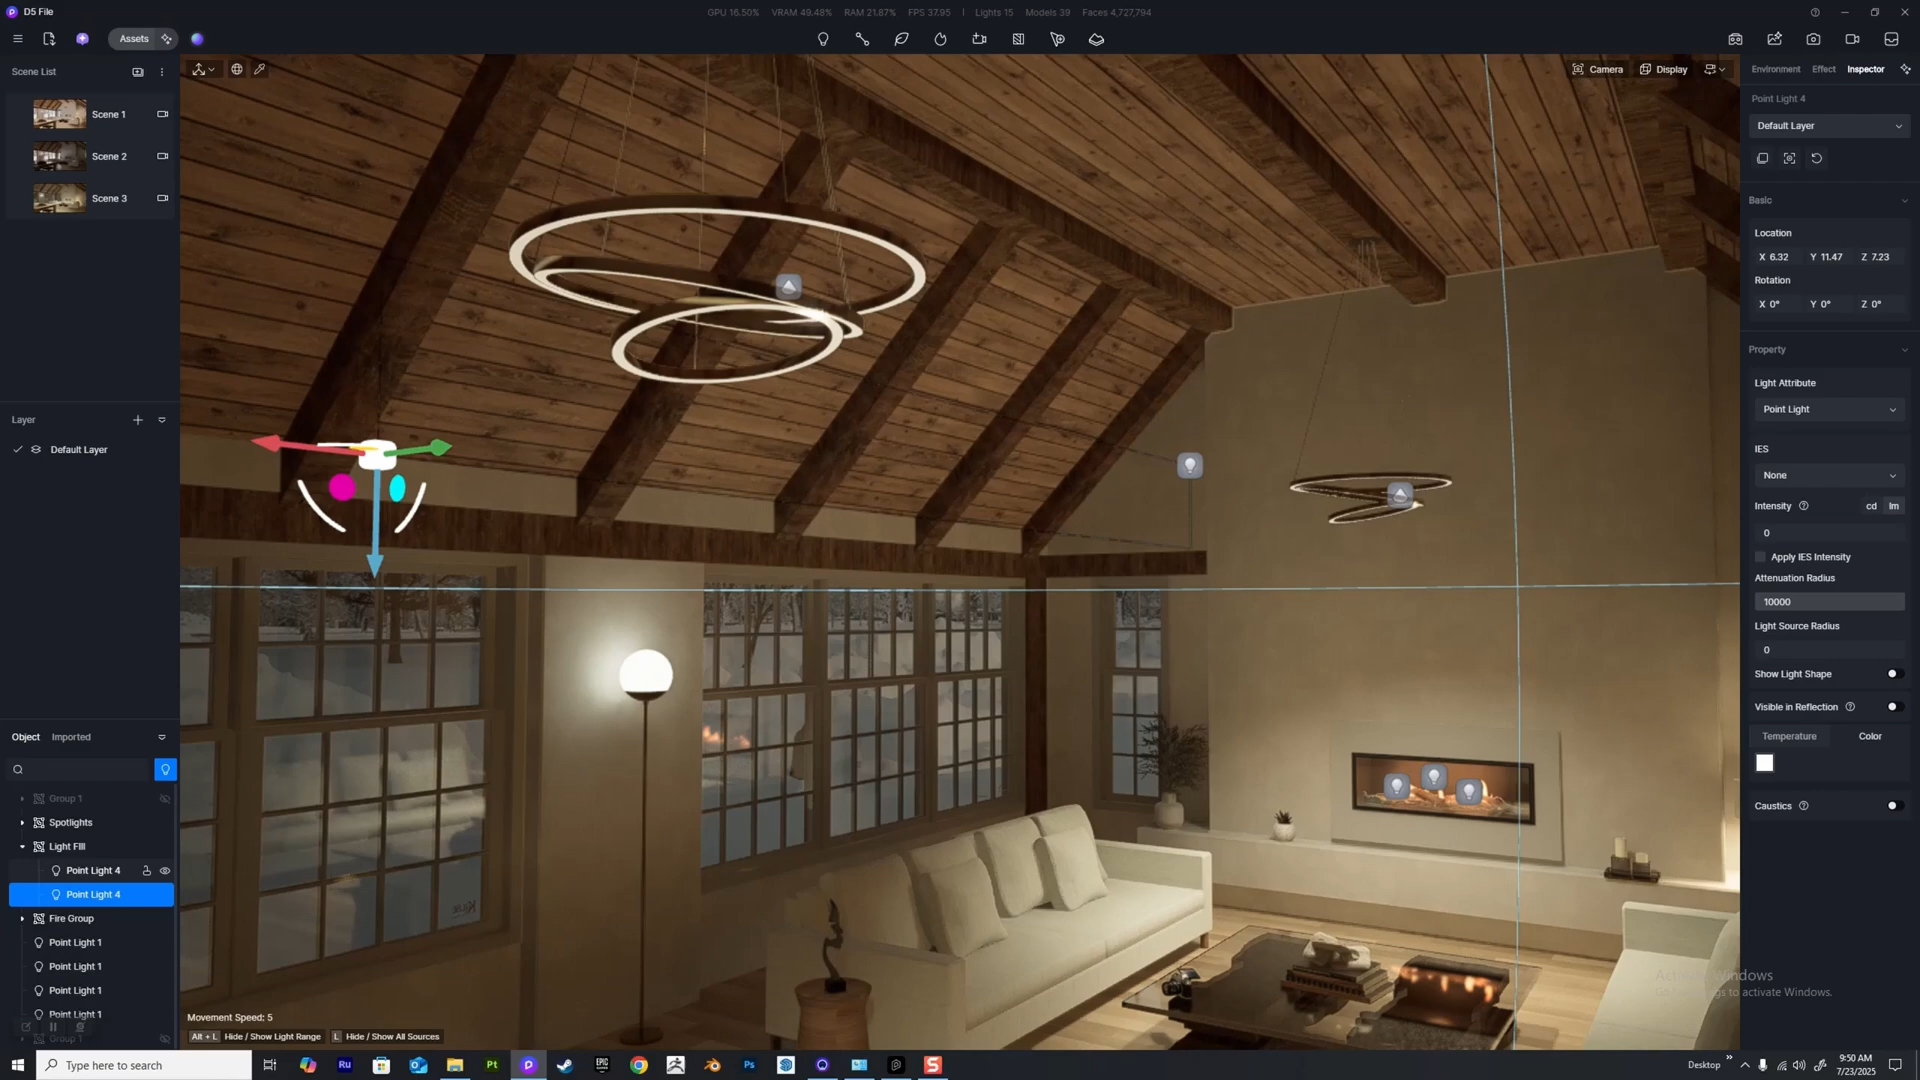 D5 File
GPU 16.50% VRAM 49.48% RAM 21.87% FPS 37.95 Lights 15 Models 39 Faces 4,727,794
Assets
Scene List
Scene 1
Scene 2
Scene 3
Layer
Default Layer
Object Imported
Group 1
Spotlights
Light Fill
Point Light 4
Point Light 4
Fire Group
Point Light 1
Point Light 1
Point Light 1
Point Light 1
Group 1
Camera Display
Movement Speed: 5
Alt + L Hide / Show Light Range L Hide / Show All Sources
Environment Effect Inspector
Point Light 4
Default Layer
Basic
Location
X 6.32 Y 11.47 Z 7.23
Rotation
X 0° Y 0° Z 0°
Property
Light Attribute
Point Light
IES
None
Intensity cd lm
0
Apply IES Intensity
Attenuation Radius
10000
Light Source Radius
0
Show Light Shape
Visible in Reflection
Temperature Color
Caustics
Activate Windows
to activate Windows.
Type here to search
Ru
Pt
Ps
EPIC
S
Desktop
9:50 AM
7/23/2025